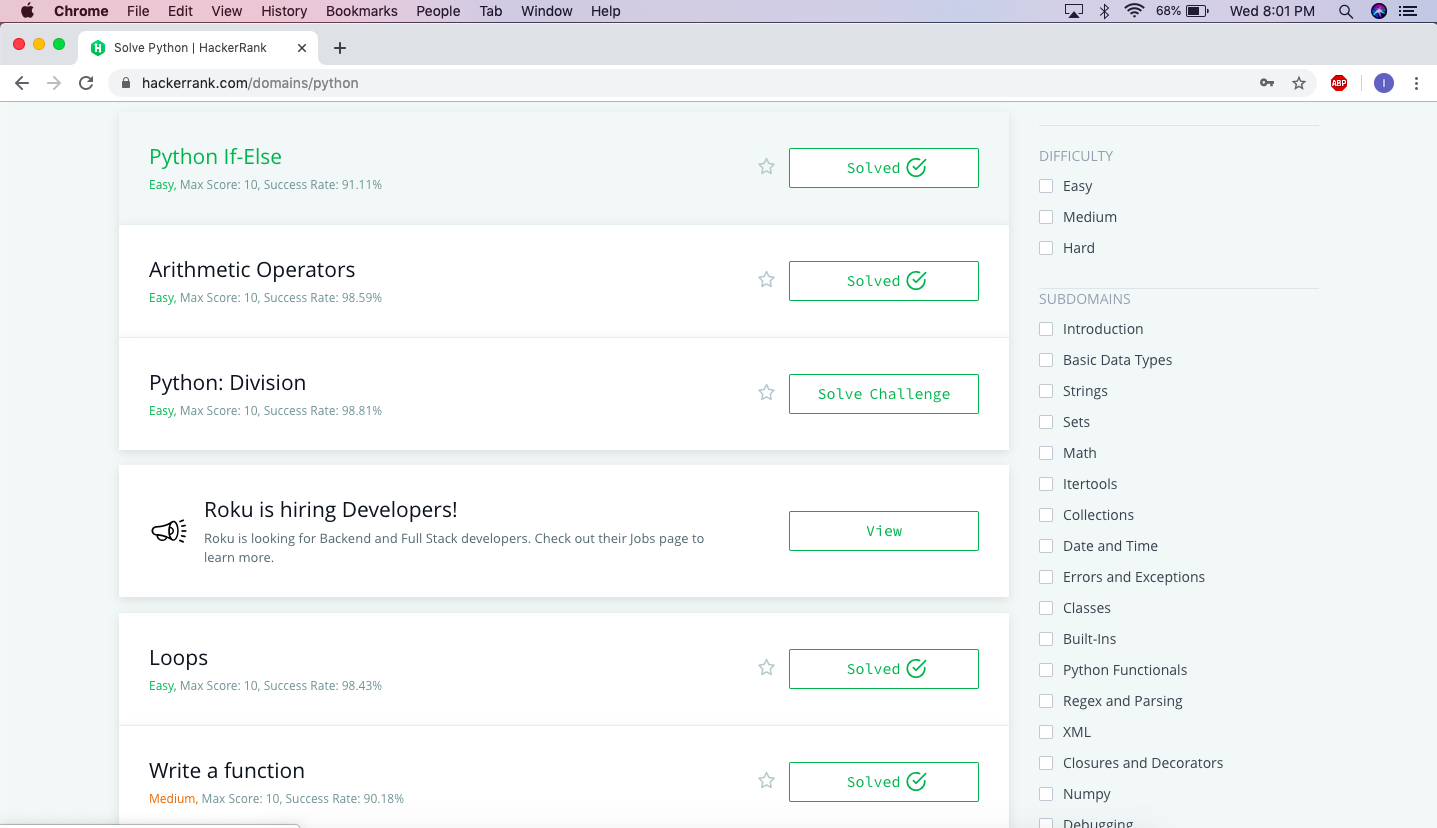 Chrome File Edit View History Bookmarks People Tab Window Help 68% Wed 8:01 PM
Solve Python | HackerRank
hackerrank.com/domains/python
ABP
I
Python If-Else
Easy, Max Score: 10, Success Rate: 91.11%
Solved
Arithmetic Operators
Easy, Max Score: 10, Success Rate: 98.59%
Solved
Python: Division
Easy, Max Score: 10, Success Rate: 98.81%
Solve Challenge
Roku is hiring Developers!
Roku is looking for Backend and Full Stack developers. Check out their Jobs page to
learn more.
View
Loops
Easy, Max Score: 10, Success Rate: 98.43%
Solved
Write a function
Medium, Max Score: 10, Success Rate: 90.18%
Solved
DIFFICULTY
Easy
Medium
Hard
SUBDOMAINS
Introduction
Basic Data Types
Strings
Sets
Math
Itertools
Collections
Date and Time
Errors and Exceptions
Classes
Built-Ins
Python Functionals
Regex and Parsing
XML
Closures and Decorators
Numpy
Debugging